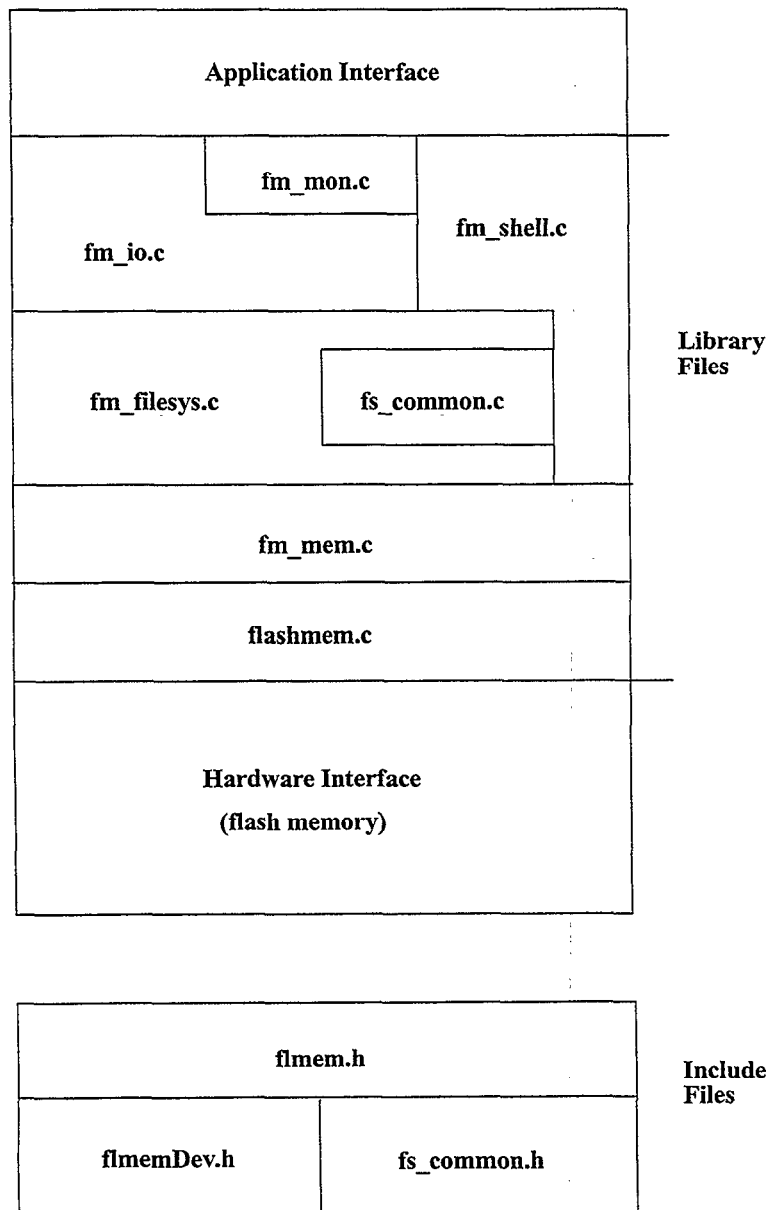 Application Interface
fm_mon.c
fm_shell.c
fm_io.c
Library
Files
fm_filesys.c
fs_common.c
fm_mem.c
flashmem.c
Hardware Interface
(flash memory)
flmem.h
Include
Files
flmemDev.h
fs_common.h